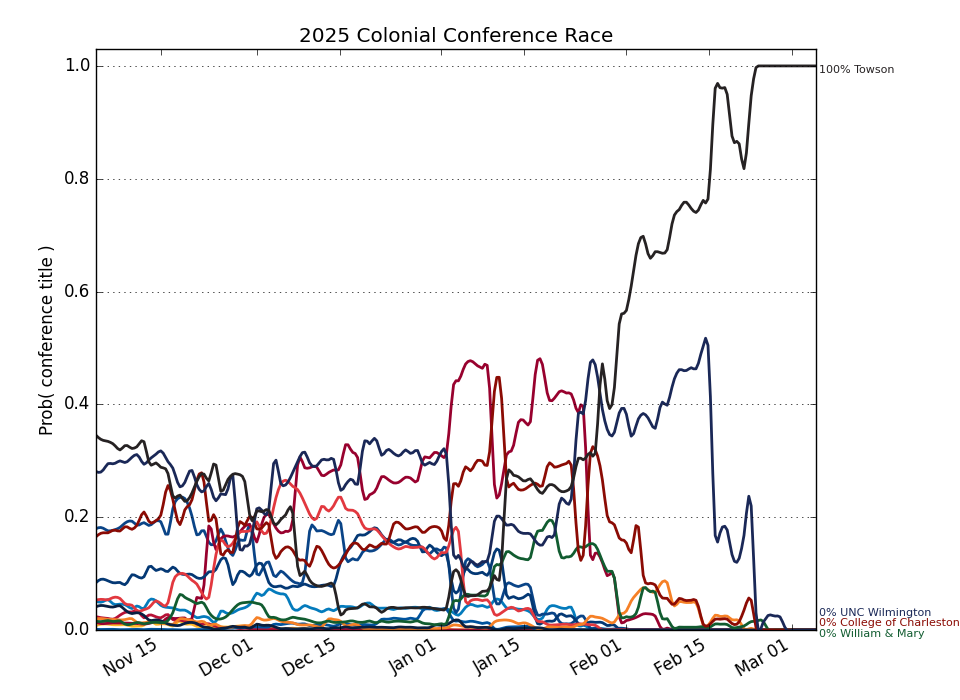 2025 Colonial Conference Race
Prob( conference title )
1.0
0.8
0.6
0.4
0.2
0.0
100% Towson
0% UNC Wilmington
0% College of Charleston
0% William & Mary
Nov 15
Dec 01
Dec 15
Jan 01
Jan 15
Feb 01
Feb 15
Mar 01